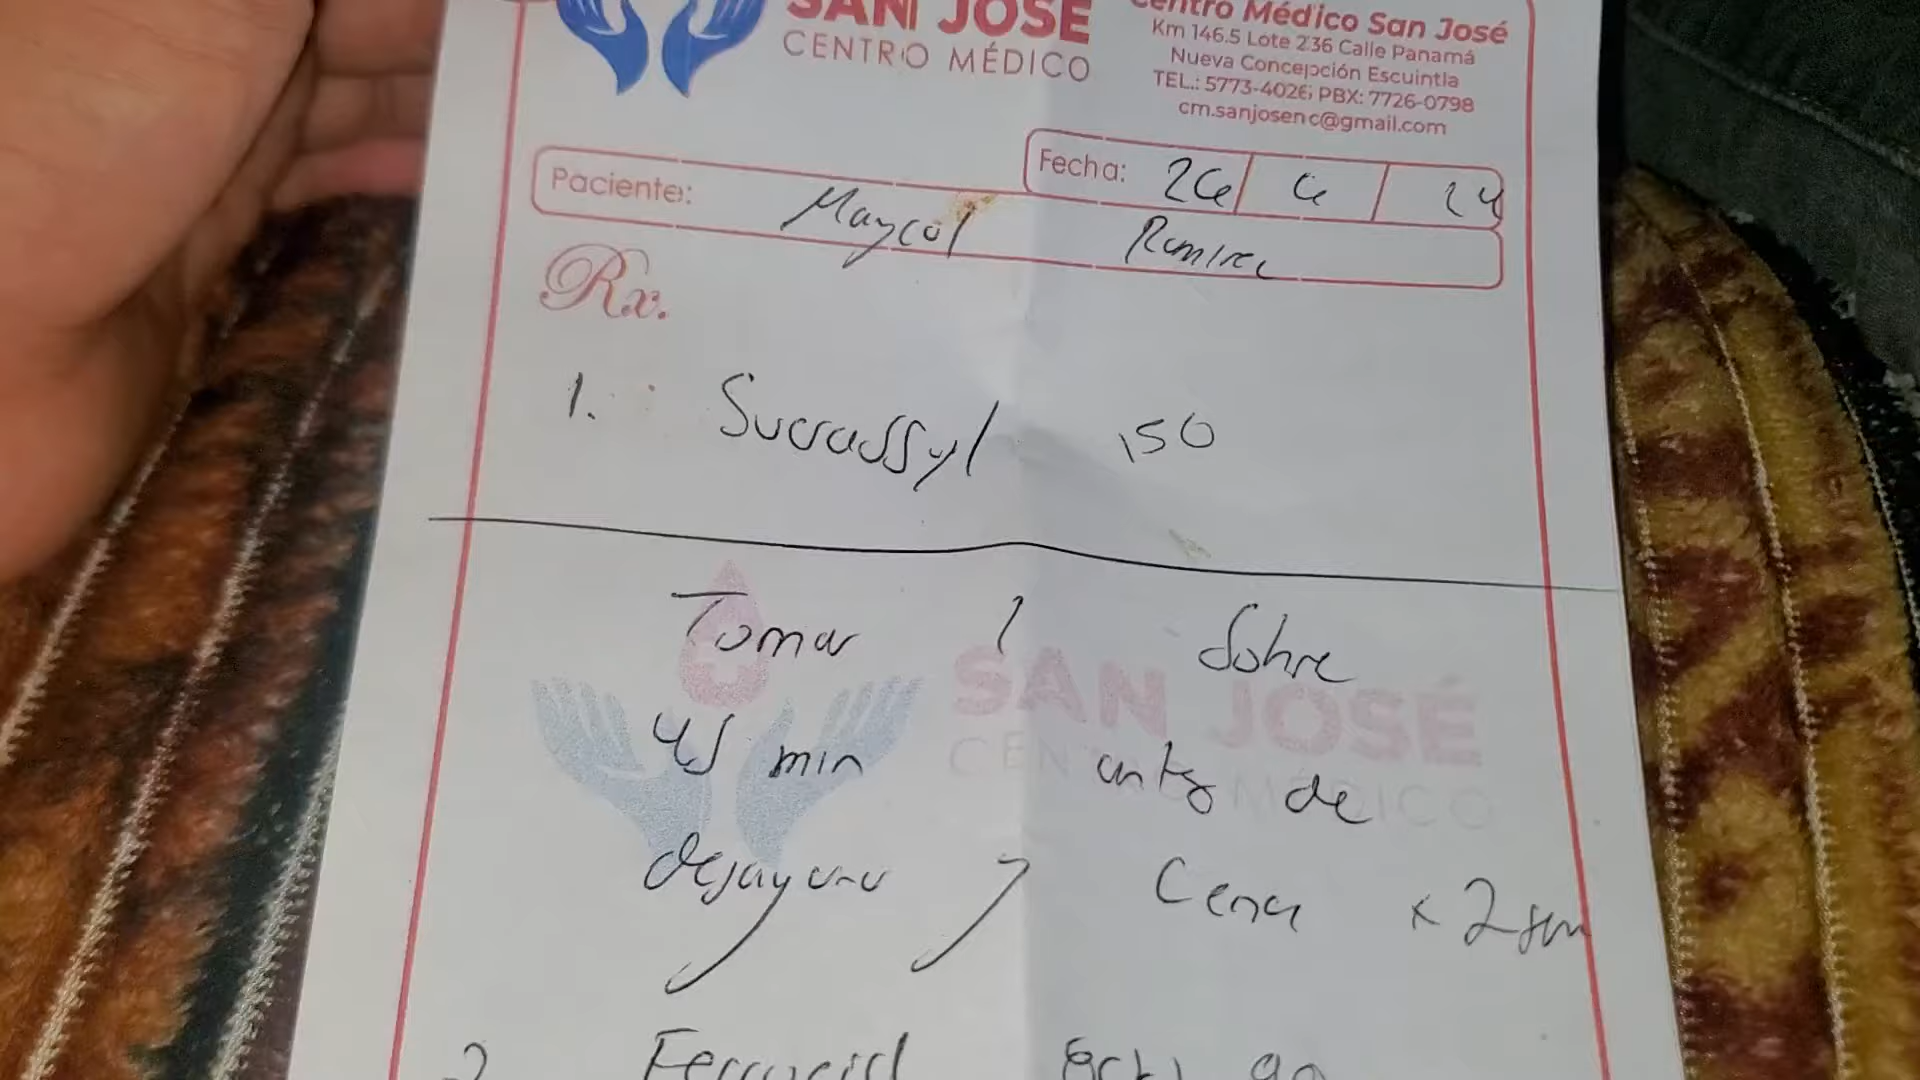 SAN JOSÉ
CENTRO MÉDICO
Centro Médico San José
Km 146.5 Lote 236 Calle Panamá
Nueva Concepción Escuintla
TEL.: 5773-4026; PBX: 7726-0798
cm.sanjosenc@gmail.com
Fecha: 26 6 24
Paciente: Maycol Ramirez
Rx.
1. 150
Tomar 1 Sobre
SAN JOSÉ
45 min antes de
CENTRO MÉDICO
desayuno y Cena x 2 sem
2